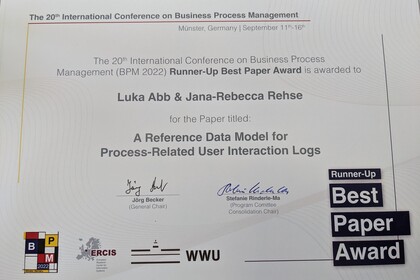 The 20th International Conference on Business Process Management
Münster, Germany | September 11th-16th
The 20th International Conference on Business Process
Management (BPM 2022) Runner-Up Best Paper Award is awarded to
Luka Abb & Jana-Rebecca Rehse
for the Paper titled:
A Reference Data Model for
Process-Related User Interaction Logs
Jörg Becker
(General Chair)
Stefanie Rinderle-Ma
(Program Comittee
Consolidation Chair)
Runner-Up
Best
Paper
Award
B P
M
2022
ERCIS
WWU